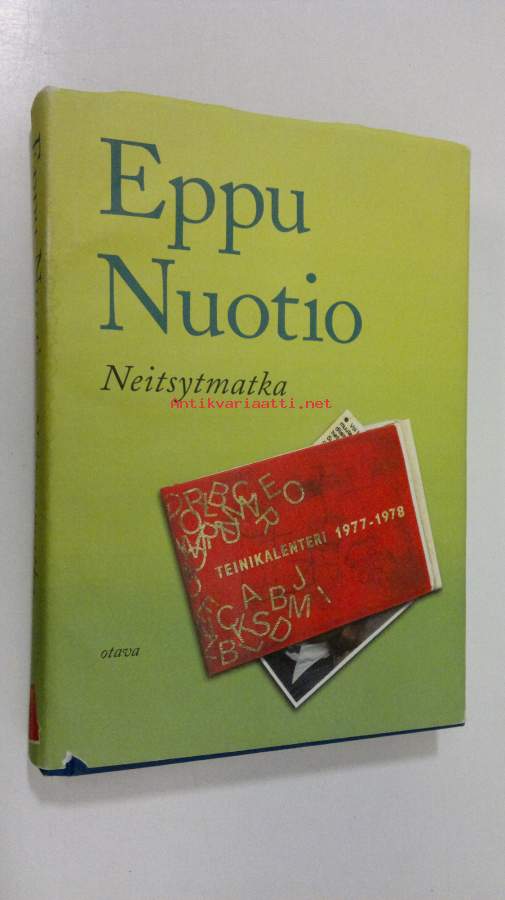 Eppu
Nuotio
Neitsytmatka
antikvariaatti.net
TEINIKALENTERI 1977-1978
otava